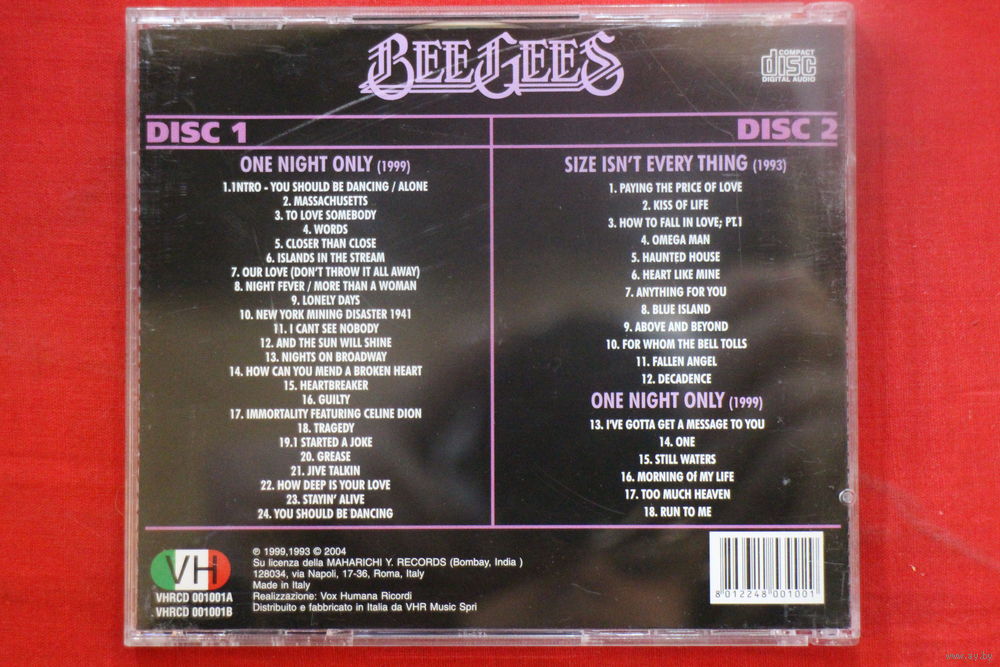 BEE GEES
COMPACT
disc
DIGITAL AUDIO
DISC 1
ONE NIGHT ONLY (1999)
1.INTRO - YOU SHOULD BE DANCING / ALONE
2. MASSACHUSETTS
3. TO LOVE SOMEBODY
4. WORDS
5. CLOSER THAN CLOSE
6. ISLANDS IN THE STREAM
7. OUR LOVE (DON'T THROW IT ALL AWAY)
8. NIGHT FEVER / MORE THAN A WOMAN
9. LONELY DAYS
10. NEW YORK MINING DISASTER 1941
11. I CANT SEE NOBODY
12. AND THE SUN WILL SHINE
13. NIGHTS ON BROADWAY
14. HOW CAN YOU MEND A BROKEN HEART
15. HEARTBREAKER
16. GUILTY
17. IMMORTALITY FEATURING CELINE DION
18. TRAGEDY
19.1 STARTED A JOKE
20. GREASE
21. JIVE TALKIN
22. HOW DEEP IS YOUR LOVE
23. STAYIN' ALIVE
24. YOU SHOULD BE DANCING
DISC 2
SIZE ISN'T EVERY THING (1993)
1. PAYING THE PRICE OF LOVE
2. KISS OF LIFE
3. HOW TO FALL IN LOVE; PT.1
4. OMEGA MAN
5. HAUNTED HOUSE
6. HEART LIKE MINE
7. ANYTHING FOR YOU
8. BLUE ISLAND
9. ABOVE AND BEYOND
10. FOR WHOM THE BELL TOLLS
11. FALLEN ANGEL
12. DECADENCE
ONE NIGHT ONLY (1999)
13. I'VE GOTTA GET A MESSAGE TO YOU
14. ONE
15. STILL WATERS
16. MORNING Of MY LIFE
17. TOO MUCH HEAVEN
18. RUN TO ME
VH
VHRCD 001001A
VHRCD 001001B
℗ 1999,1993 © 2004
Su licenza della MAHARICHI Y. RECORDS (Bombay, India )
128034, via Napoli, 17-36, Roma, Italy
Made in Italy
Realizzazione: Vox Humana Ricordi
Distribuito e fabbricato in Italia da VHR Music Spri
8 012248 001001
www.ay.by